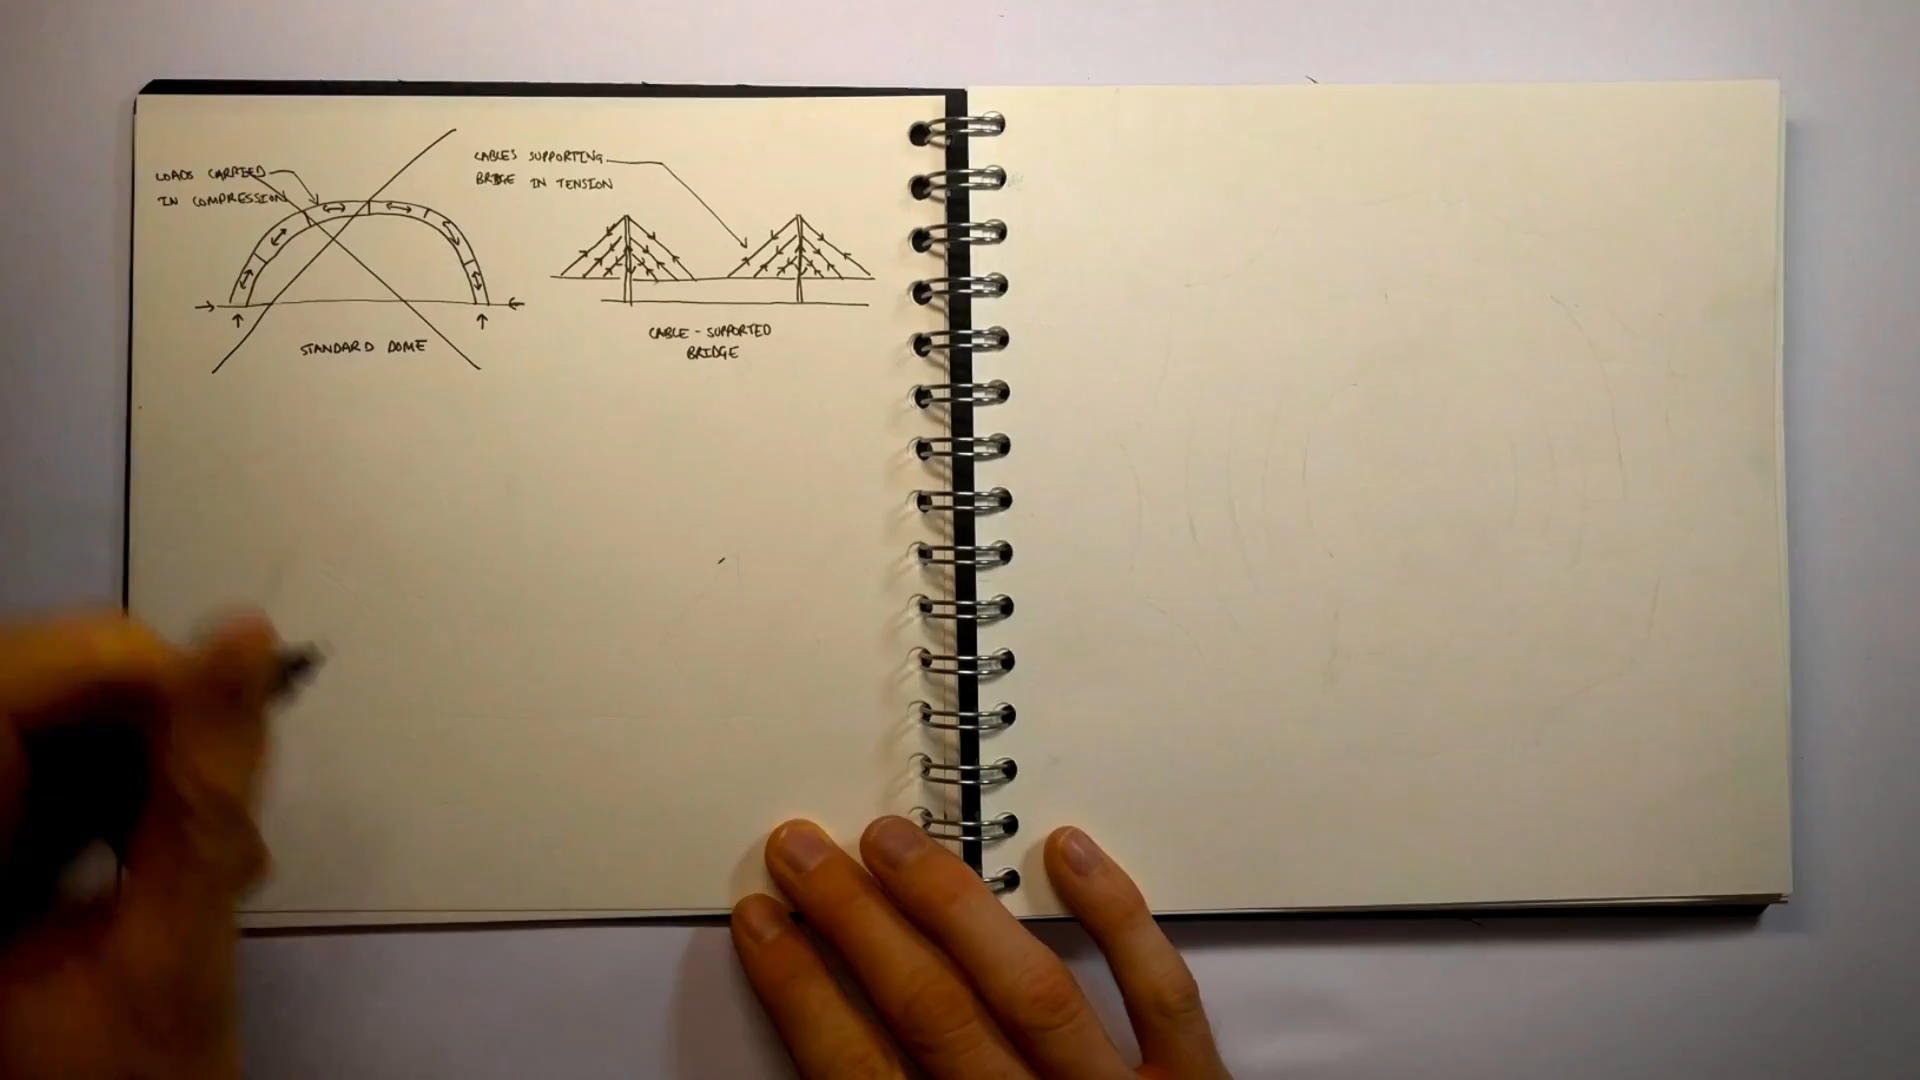 LOADS CARRIED
IN COMPRESSION
STANDARD DOME
CABLES SUPPORTING
BRIDGE IN TENSION
CABLE - SUPPORTED
BRIDGE